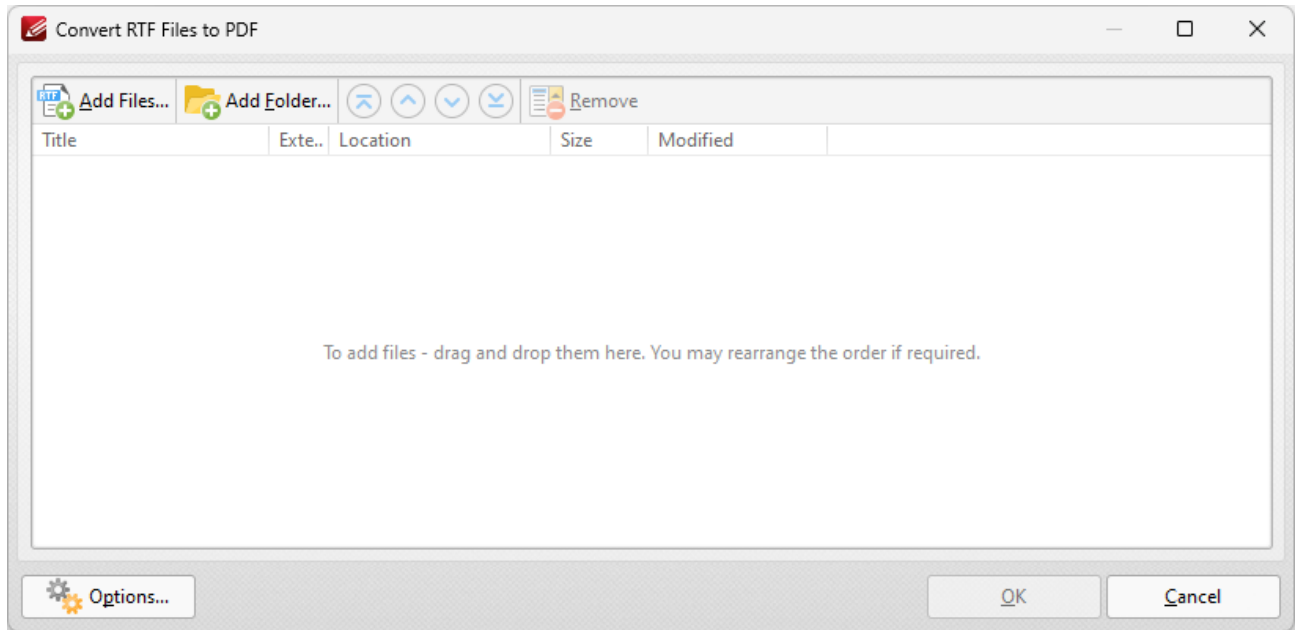 Convert RTF Files to PDF
RTF Add Files... Add Folder... Remove
Title Exte.. Location Size Modified
To add files - drag and drop them here. You may rearrange the order if required.
Options... OK Cancel